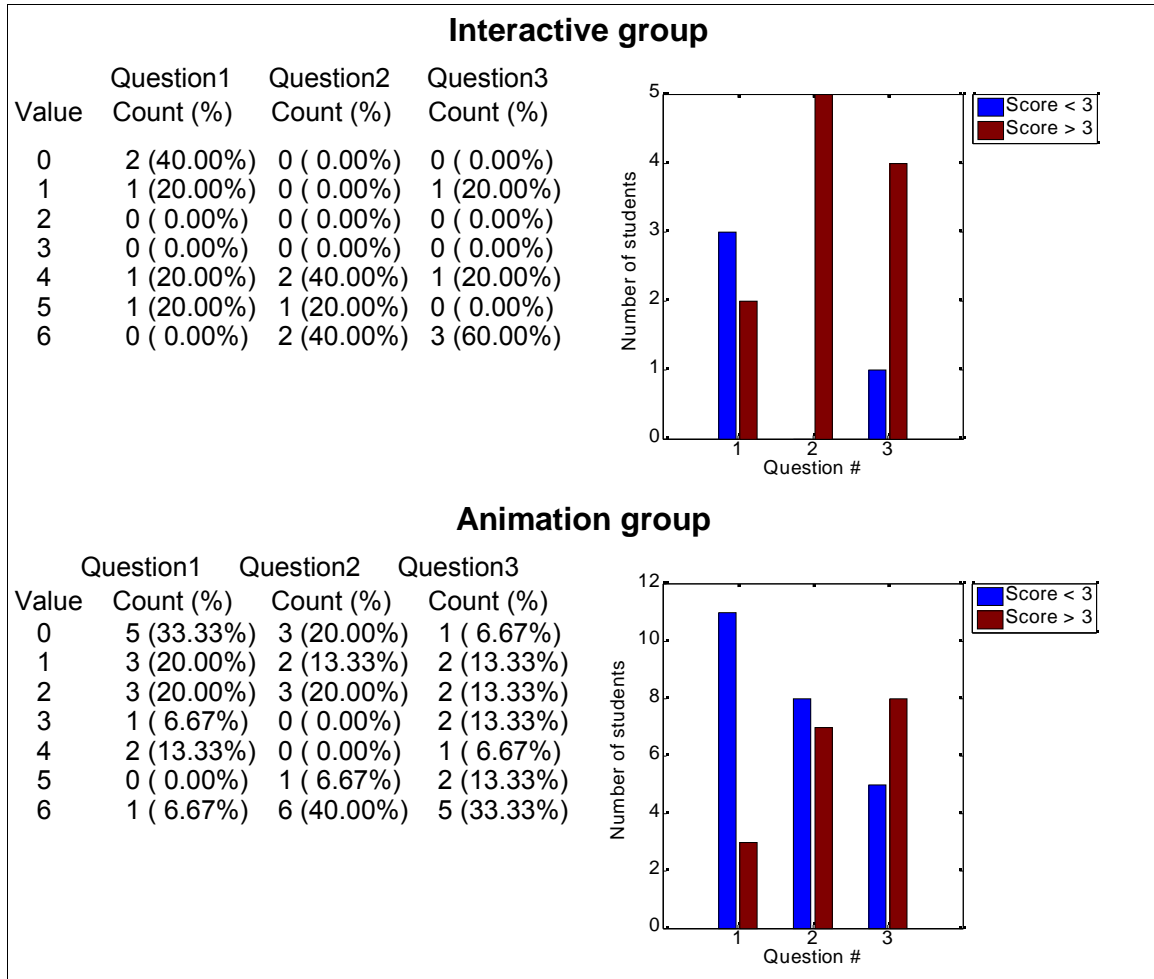 Interactive group
Question1 Question2 Question3
Value Count (%) Count (%) Count (%)
0 2 (40.00%) 0 ( 0.00%) 0 ( 0.00%)
1 1 (20.00%) 0 ( 0.00%) 1 (20.00%)
2 0 ( 0.00%) 0 ( 0.00%) 0 ( 0.00%)
3 0 ( 0.00%) 0 ( 0.00%) 0 ( 0.00%)
4 1 (20.00%) 2 (40.00%) 1 (20.00%)
5 1 (20.00%) 1 (20.00%) 0 ( 0.00%)
6 0 ( 0.00%) 2 (40.00%) 3 (60.00%)
5
4
3
2
1
0
Number of students
1 2 3
Question #
Score < 3
Score > 3
Animation group
Question1 Question2 Question3
Value Count (%) Count (%) Count (%)
0 5 (33.33%) 3 (20.00%) 1 ( 6.67%)
1 3 (20.00%) 2 (13.33%) 2 (13.33%)
2 3 (20.00%) 3 (20.00%) 2 (13.33%)
3 1 ( 6.67%) 0 ( 0.00%) 2 (13.33%)
4 2 (13.33%) 0 ( 0.00%) 1 ( 6.67%)
5 0 ( 0.00%) 1 ( 6.67%) 2 (13.33%)
6 1 ( 6.67%) 6 (40.00%) 5 (33.33%)
12
10
8
6
4
2
0
Number of students
1 2 3
Question #
Score < 3
Score > 3